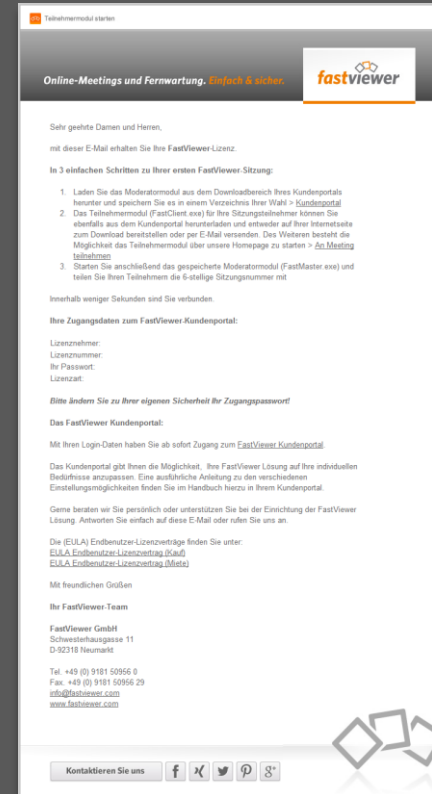 Teilnehmermodul starten
Online-Meetings und Fernwartung. Einfach & sicher.
fastviewer
Sehr geehrte Damen und Herren,
mit dieser E-Mail erhalten Sie Ihre FastViewer-Lizenz.
In 3 einfachen Schritten zu Ihrer ersten FastViewer-Sitzung:
1. Laden Sie das Moderatormodul aus dem Downloadbereich Ihres Kundenportals
herunter und speichern Sie es in einem Verzeichnis Ihrer Wahl > Kundenportal
2. Das Teilnehmermodul (FastClient.exe) für Ihre Sitzungsteilnehmer können Sie
ebenfalls aus dem Kundenportal herunterladen und entweder auf Ihrer Internetseite
zum Download bereitstellen oder per E-Mail versenden. Des Weiteren besteht die
Möglichkeit das Teilnehmermodul über unsere Homepage zu starten > An Meeting
teilnehmen
3. Starten Sie anschließend das gespeicherte Moderatormodul (FastMaster.exe) und
teilen Sie Ihren Teilnehmern die 6-stellige Sitzungsnummer mit
Innerhalb weniger Sekunden sind Sie verbunden.
Ihre Zugangsdaten zum FastViewer-Kundenportal:
Lizenznehmer:
Lizenznummer:
Ihr Passwort:
Lizenzart:
Bitte ändern Sie zu Ihrer eigenen Sicherheit Ihr Zugangspasswort!
Das FastViewer Kundenportal:
Mit Ihren Login-Daten haben Sie ab sofort Zugang zum FastViewer Kundenportal.
Das Kundenportal gibt Ihnen die Möglichkeit, Ihre FastViewer Lösung auf Ihre individuellen
Bedürfnisse anzupassen. Eine ausführliche Anleitung zu den verschiedenen
Einstellungsmöglichkeiten finden Sie im Handbuch hierzu in Ihrem Kundenportal.
Gerne beraten wir Sie persönlich oder unterstützen Sie bei der Einrichtung der FastViewer
Lösung. Antworten Sie einfach auf diese E-Mail oder rufen Sie uns an.
Die (EULA) Endbenutzer-Lizenzverträge finden Sie unter:
EULA Endbenutzer-Lizenzvertrag (Kauf)
EULA Endbenutzer-Lizenzvertrag (Miete)
Mit freundlichen Grüßen
Ihr FastViewer-Team
FastViewer GmbH
Schwesterhausgasse 11
D-92318 Neumarkt
Tel. +49 (0) 9181 50956 0
Fax. +49 (0) 9181 50956 29
info@fastviewer.com
www.fastviewer.com
Kontaktieren Sie uns